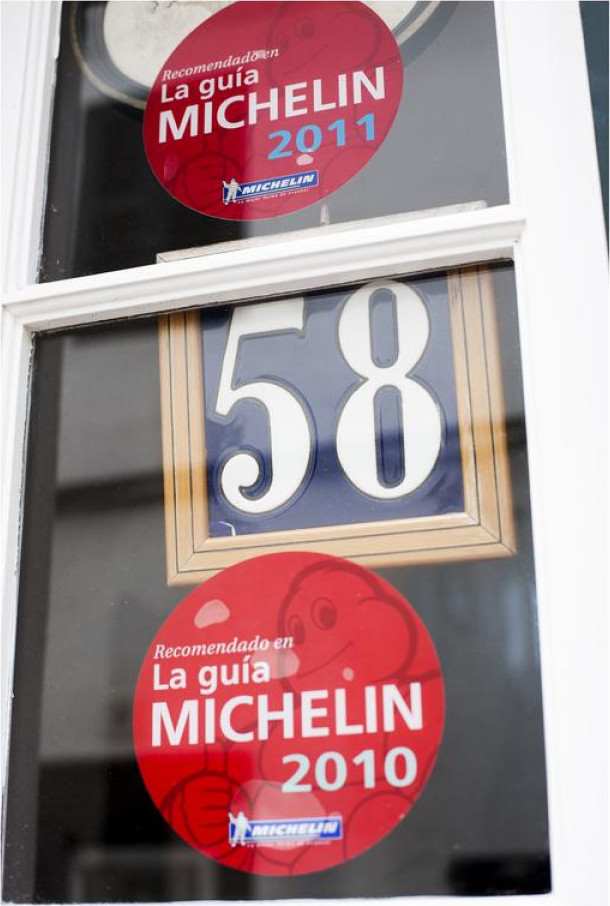 Recomendado en
La guía
MICHELIN
2011
MICHELIN
58
Recomendado en
La guía
MICHELIN
2010
MICHELIN